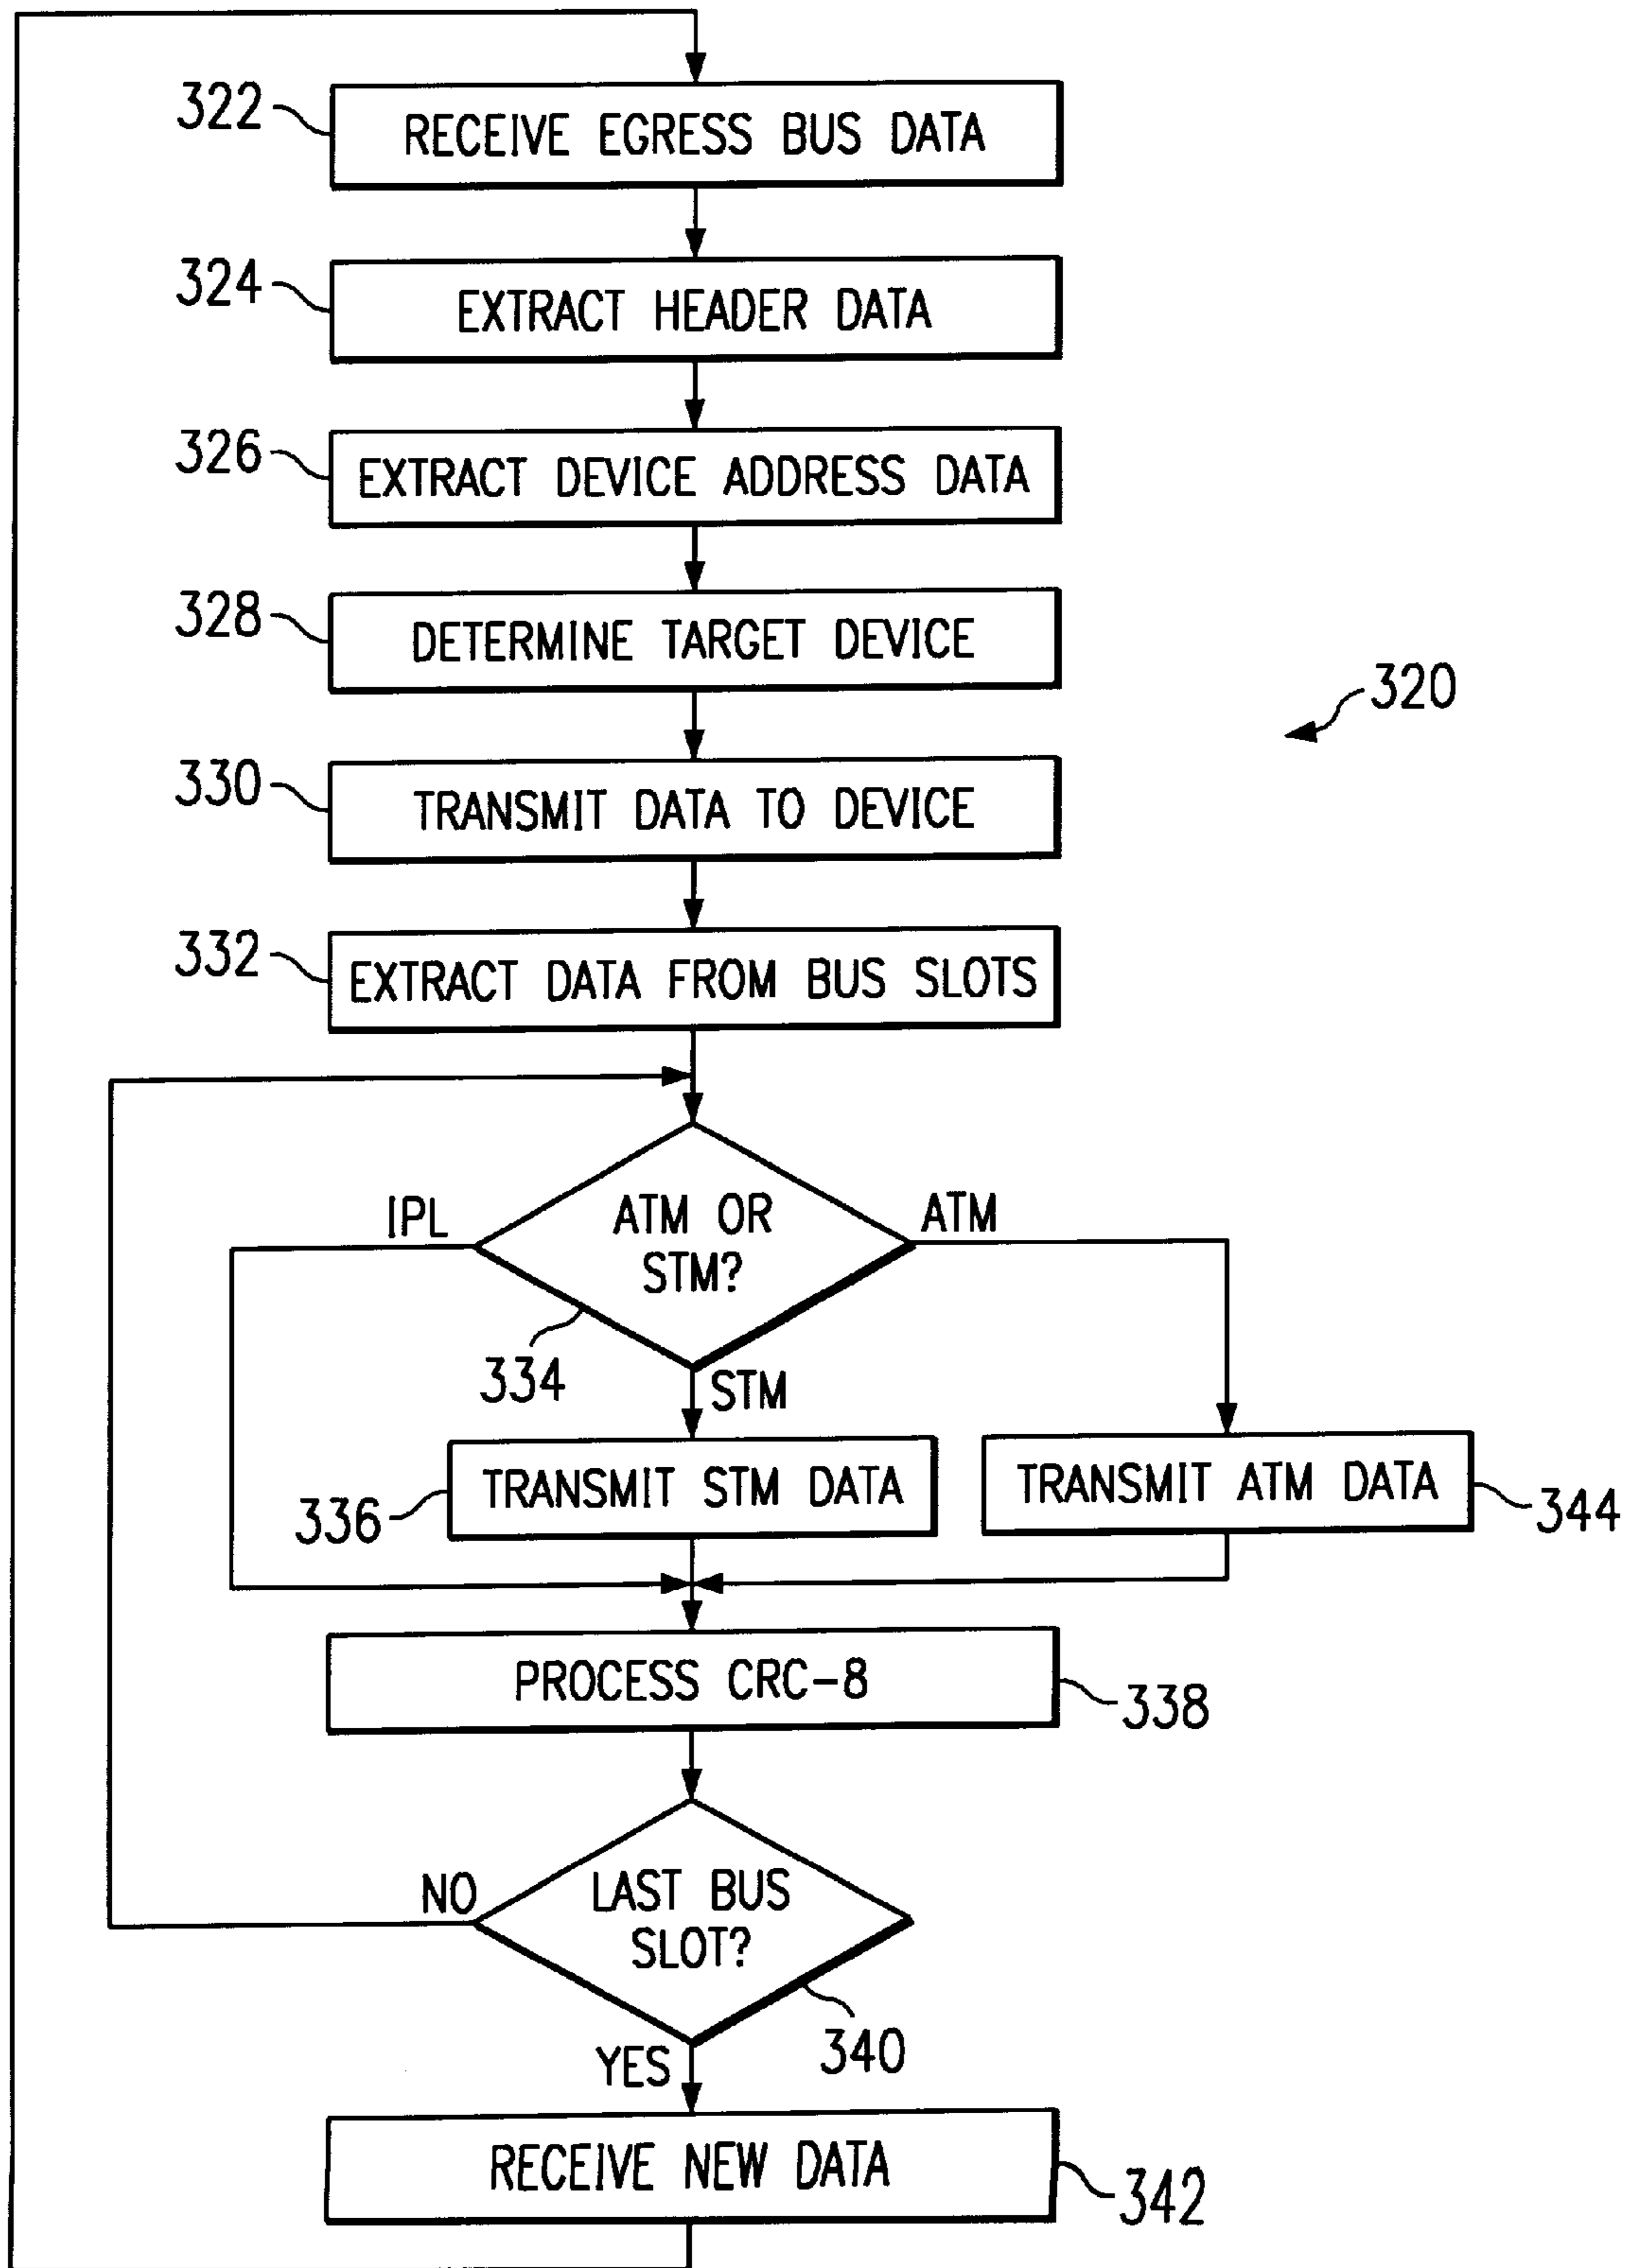 322
RECEIVE EGRESS BUS DATA
324
EXTRACT HEADER DATA
326
EXTRACT DEVICE ADDRESS DATA
328
DETERMINE TARGET DEVICE
320
330
TRANSMIT DATA TO DEVICE
332
EXTRACT DATA FROM BUS SLOTS
IPL
ATM OR
STM?
ATM
334
STM
336
TRANSMIT STM DATA
TRANSMIT ATM DATA
344
PROCESS CRC-8
338
NO
LAST BUS
SLOT?
340
YES
RECEIVE NEW DATA
342